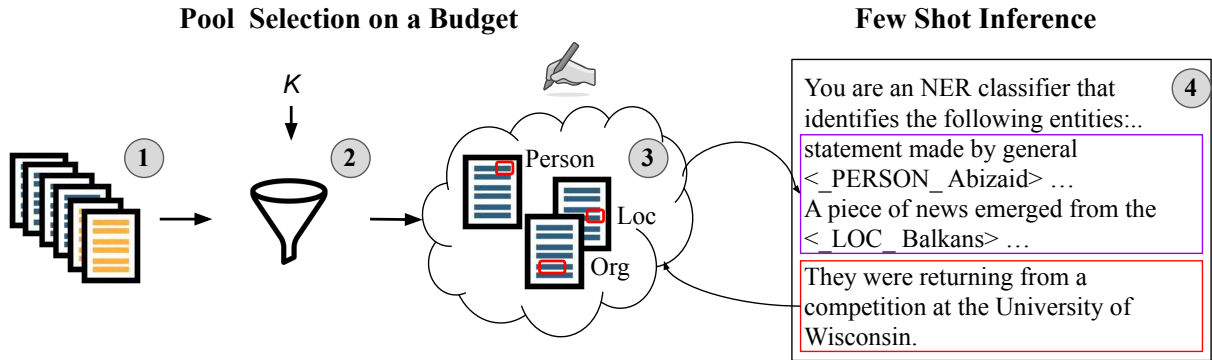 Pool Selection on a Budget
Few Shot Inference
K
1
2
3
4
Person
Loc
Org
You are an NER classifier that
identifies the following entities:..
statement made by general
<_PERSON_ Abizaid> …
A piece of news emerged from the
<_LOC_ Balkans> …
They were returning from a
competition at the University of
Wisconsin.